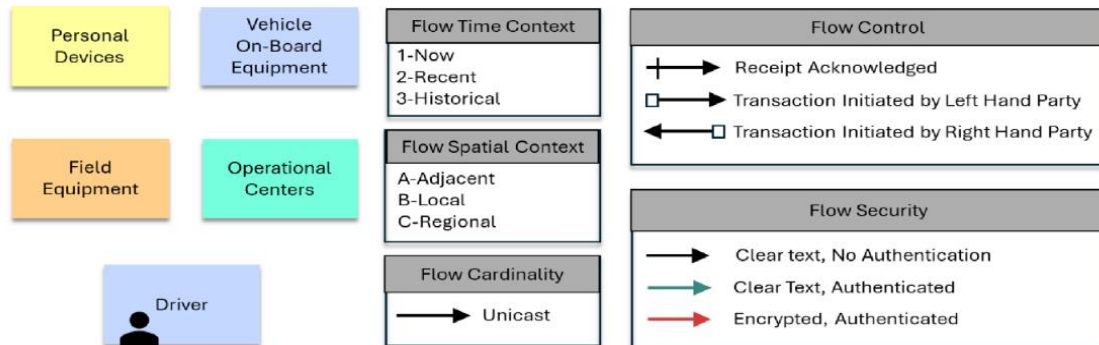 Personal
Devices
Vehicle
On-Board
Equipment
Field
Equipment
Operational
Centers
Driver
Flow Time Context
1-Now
2-Recent
3-Historical
Flow Spatial Context
A-Adjacent
B-Local
C-Regional
Flow Cardinality
Unicast
Flow Control
Receipt Acknowledged
Transaction Initiated by Left Hand Party
Transaction Initiated by Right Hand Party
Flow Security
Clear text, No Authentication
Clear Text, Authenticated
Encrypted, Authenticated